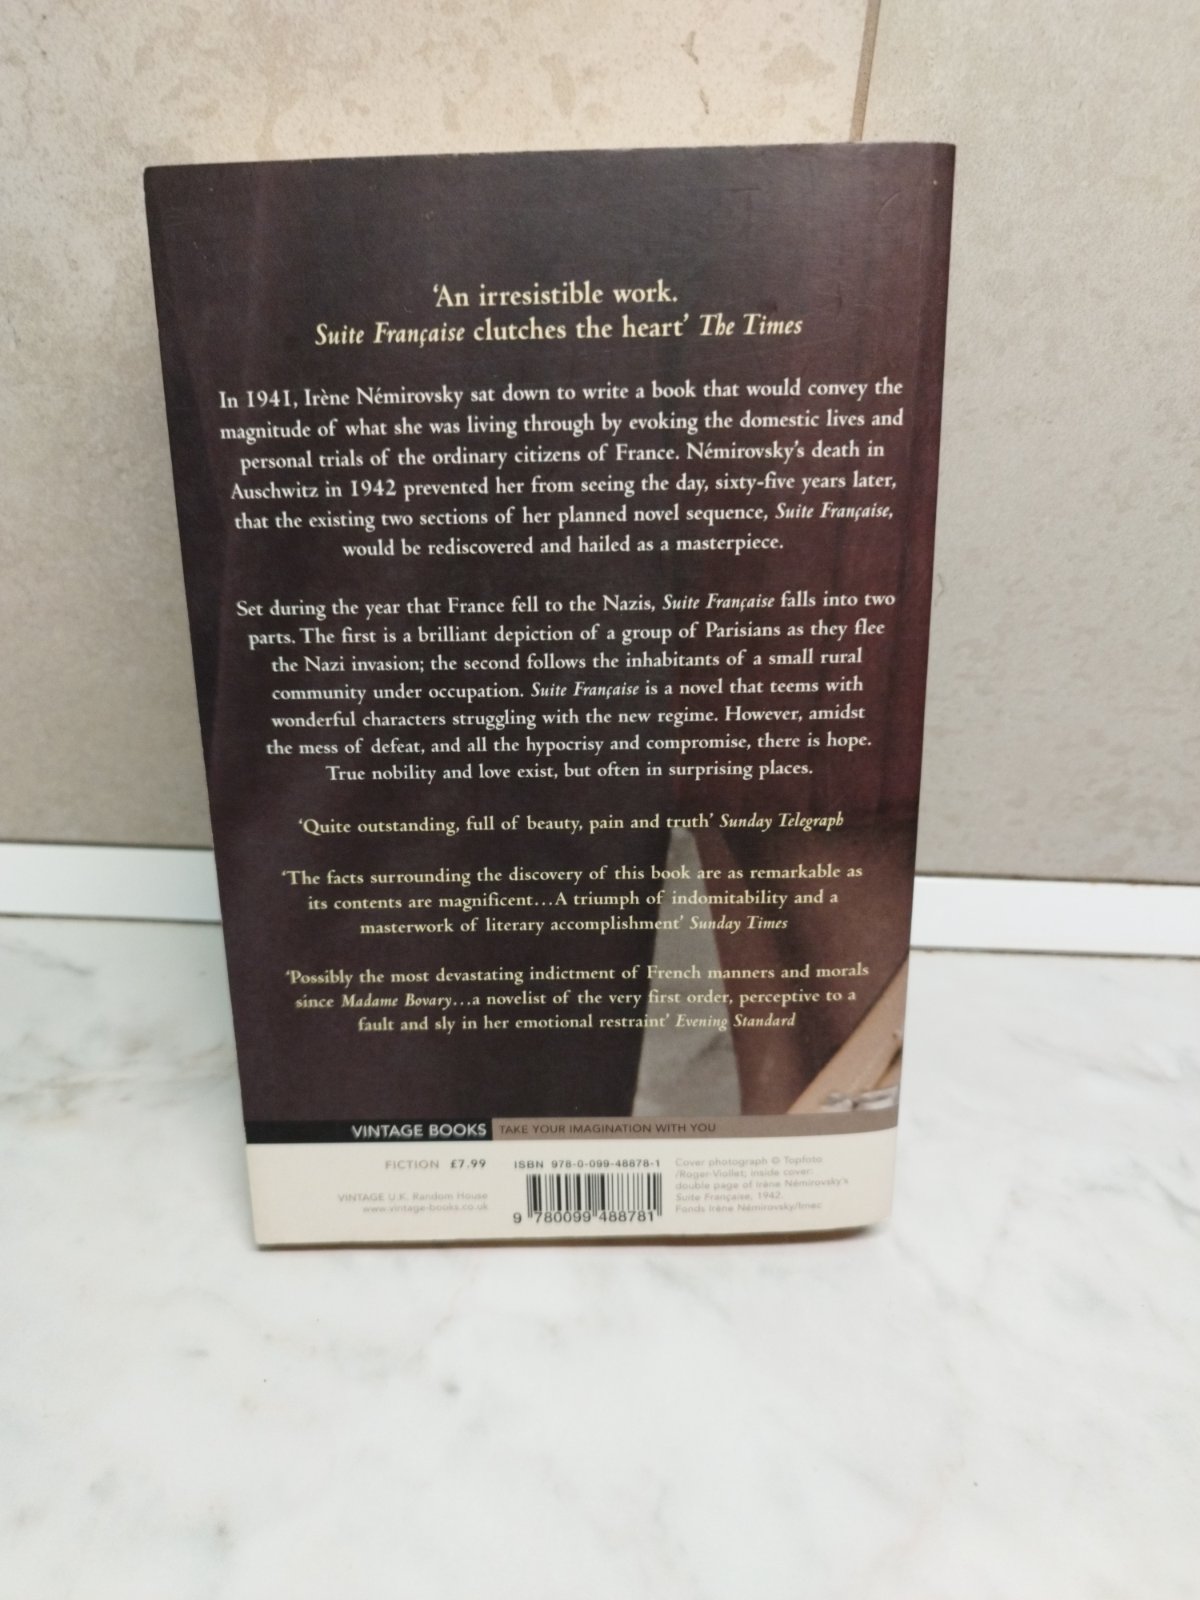 ‘An irresistible work.
Suite Française clutches the heart’ The Times
In 1941, Irène Némirovsky sat down to write a book that would convey the
magnitude of what she was living through by evoking the domestic lives and
personal trials of the ordinary citizens of France. Némirovsky’s death in
Auschwitz in 1942 prevented her from seeing the day, sixty-five years later,
that the existing two sections of her planned novel sequence, Suite Française,
would be rediscovered and hailed as a masterpiece.
Set during the year that France fell to the Nazis, Suite Française falls into two
parts. The first is a brilliant depiction of a group of Parisians as they flee
the Nazi invasion; the second follows the inhabitants of a small rural
community under occupation. Suite Française is a novel that teems with
wonderful characters struggling with the new regime. However, amidst
the mess of defeat, and all the hypocrisy and compromise, there is hope.
True nobility and love exist, but often in surprising places.
‘Quite outstanding, full of beauty, pain and truth’ Sunday Telegraph
‘The facts surrounding the discovery of this book are as remarkable as
its contents are magnificent…A triumph of indomitability and a
masterwork of literary accomplishment’ Sunday Times
‘Possibly the most devastating indictment of French manners and morals
since Madame Bovary…a novelist of the very first order, perceptive to a
fault and sly in her emotional restraint’ Evening Standard
VINTAGE BOOKS TAKE YOUR IMAGINATION WITH YOU
FICTION £7.99
VINTAGE U.K. Random House
www.vintage-books.co.uk
ISBN 978-0-099-48878-1
9 780099 488781
Cover photograph © Topfoto
/Roger-Viollet; inside cover:
double page of Irène Némirovsky’s
Suite Française, 1942.
Fonds Irène Némirovsky/Imec